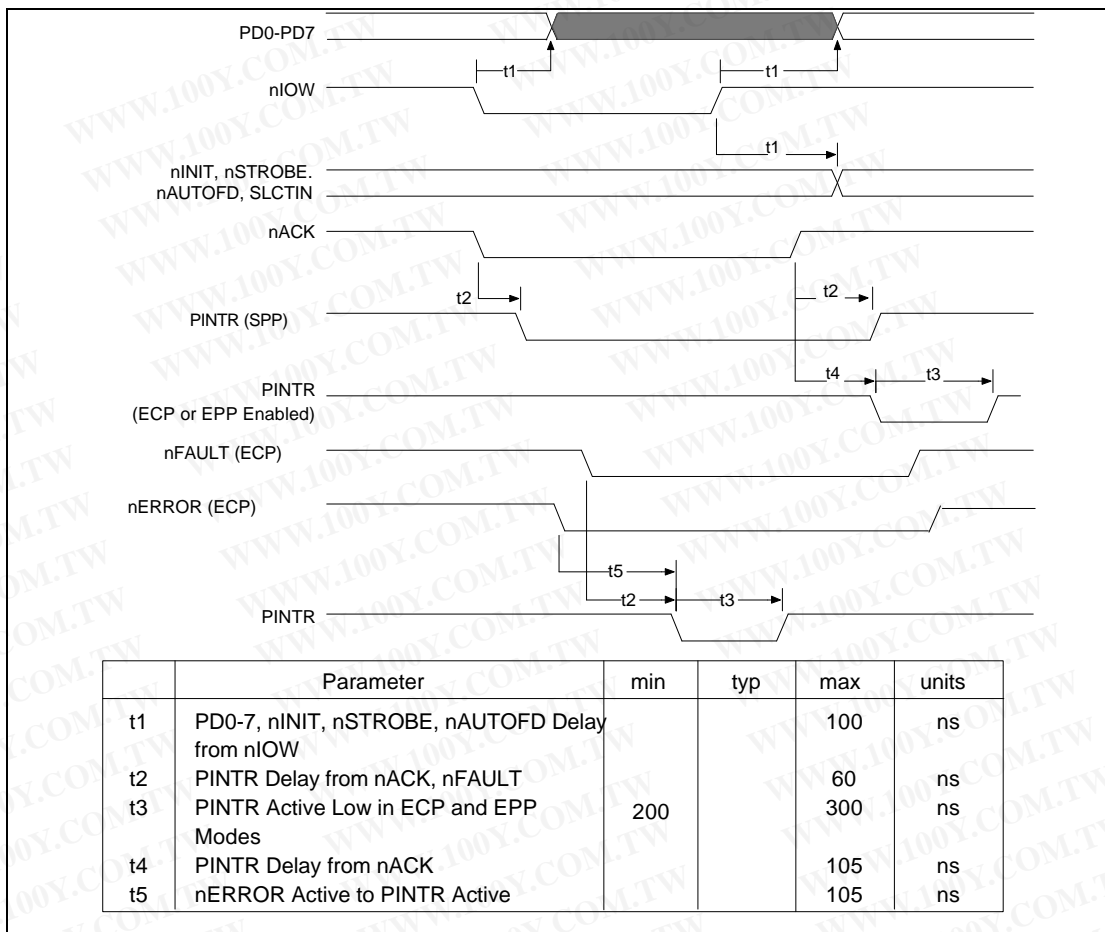 PD0-PD7
t1
t1
nIOW
t1
nINIT, nSTROBE.
nAUTOFD, SLCTIN
nACK
t2
t2
PINTR (SPP)
t4
t3
PINTR
(ECP or EPP Enabled)
nFAULT (ECP)
nERROR (ECP)
t5
t2
t3
PINTR
Parameter min typ max units
t1 PD0-7, nINIT, nSTROBE, nAUTOFD Delay 100 ns
from nIOW
t2 PINTR Delay from nACK, nFAULT 60 ns
t3 PINTR Active Low in ECP and EPP 200 300 ns
Modes
t4 PINTR Delay from nACK 105 ns
t5 nERROR Active to PINTR Active 105 ns
WWW.100Y.COM.TW